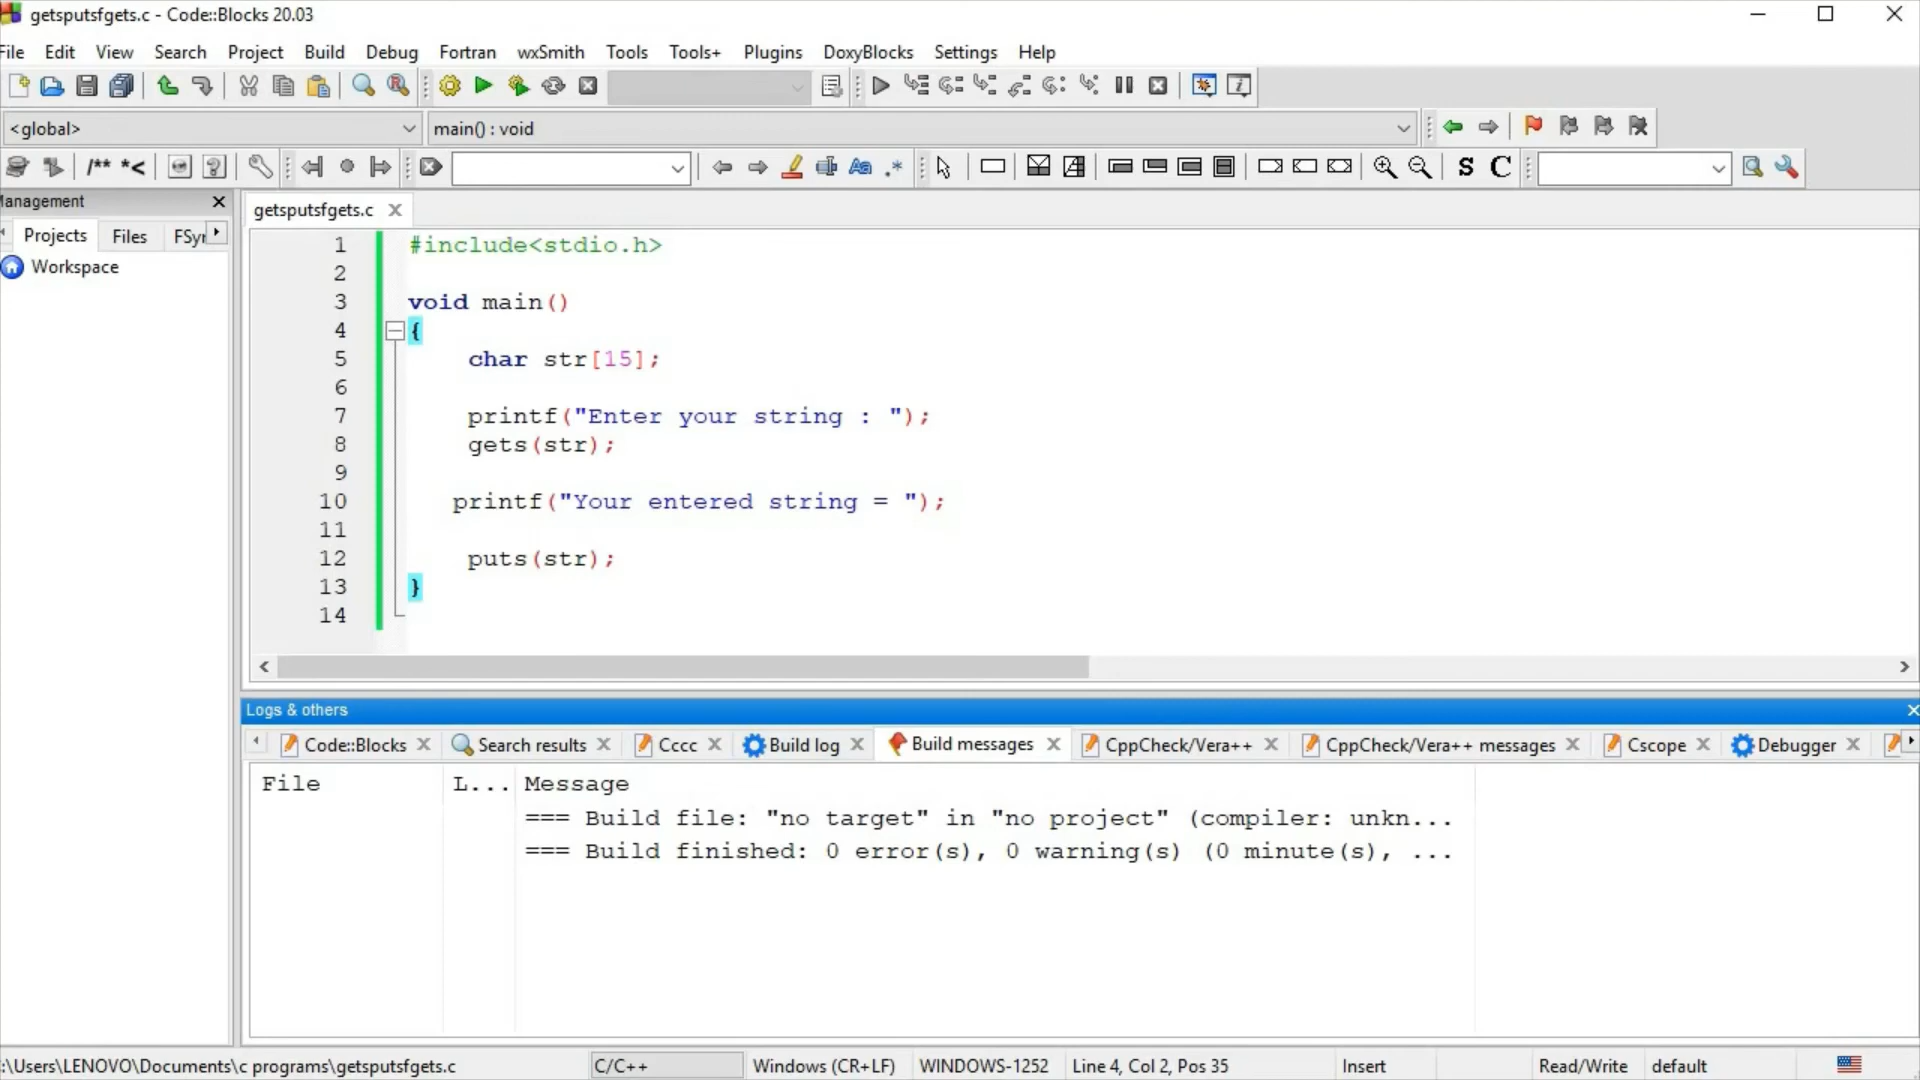 getsputsfgets.c - Code::Blocks 20.03
File Edit View Search Project Build Debug Fortran wxSmith Tools Tools+ Plugins DoxyBlocks Settings Help
<global> main() : void
/** *< Aa .* S C
Management
Projects Files FSy
Workspace
getsputsfgets.c
1 #include<stdio.h>
2
3 void main()
4 {
5 char str[15];
6
7 printf("Enter your string : ");
8 gets(str);
9
10 printf("Your entered string = ");
11
12 puts(str);
13 }
14
Logs & others
Code::Blocks Search results Cccc Build log Build messages CppCheck/Vera++ CppCheck/Vera++ messages Cscope Debugger
File L... Message
=== Build file: "no target" in "no project" (compiler: unkn...
=== Build finished: 0 error(s), 0 warning(s) (0 minute(s), ...
:\Users\LENOVO\Documents\c programs\getsputsfgets.c C/C++ Windows (CR+LF) WINDOWS-1252 Line 4, Col 2, Pos 35 Insert Read/Write default